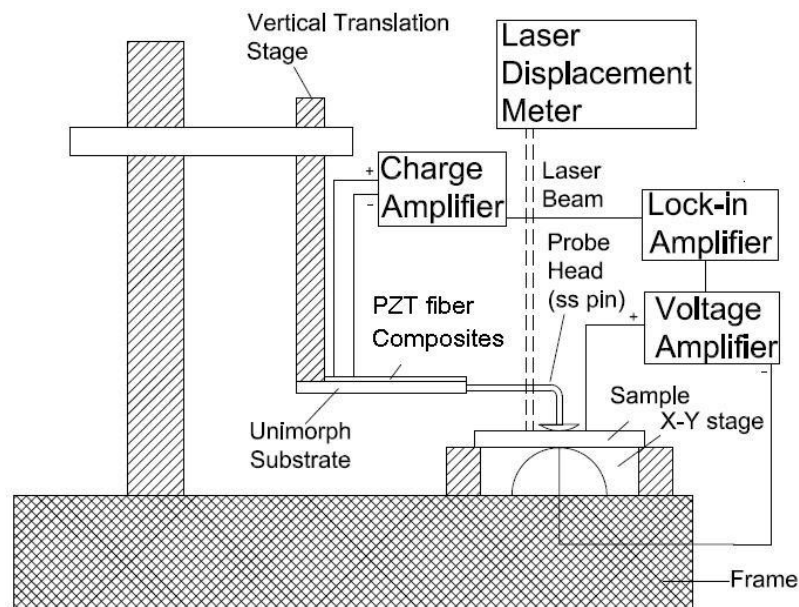 Vertical Translation
Stage
Laser
Displacement
Meter
+
-
Charge
Amplifier
Laser
Beam
Lock-in
Amplifier
Probe
Head
(ss pin)
PZT fiber
Composites
+
Voltage
Amplifier
-
Sample
X-Y stage
Unimorph
Substrate
Frame